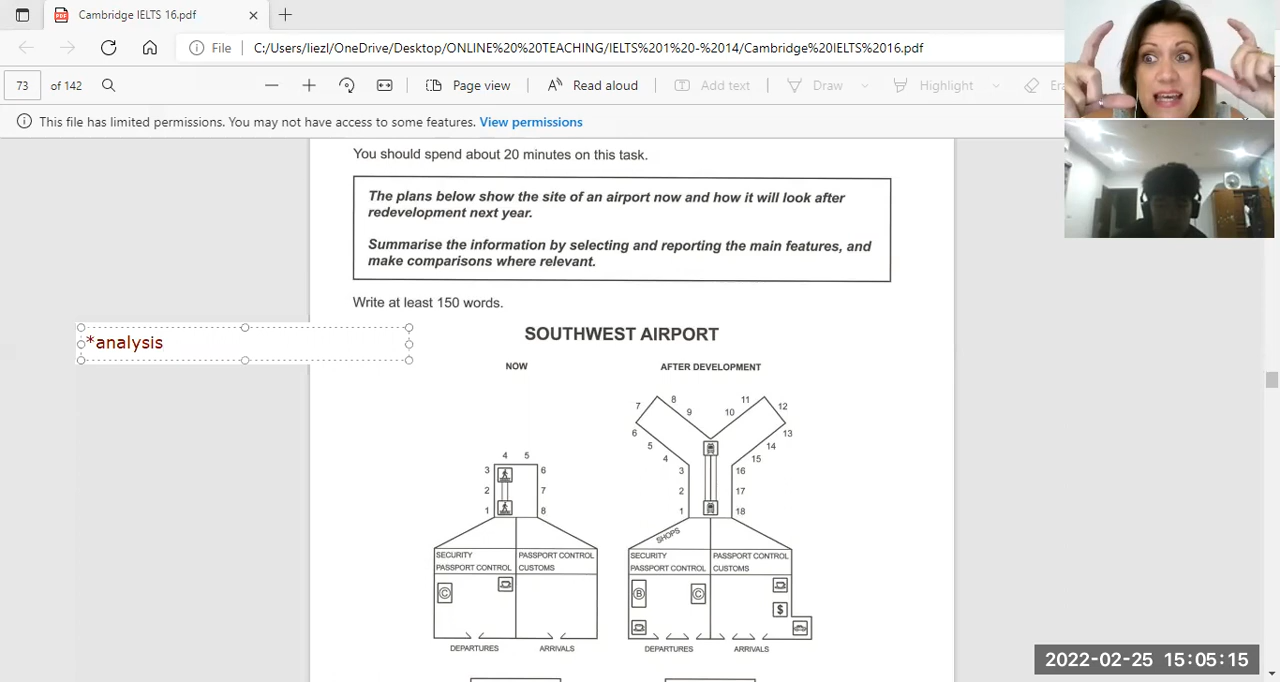 Cambridge IELTS 16.pdf
File C:/Users/liezl/OneDrive/Desktop/ONLINE%20%20TEACHING/IELTS%201%20-%2014/Cambridge%20IELTS%2016.pdf
73 of 142 Page view Read aloud Add text Draw Highlight Era
This file has limited permissions. You may not have access to some features. View permissions
You should spend about 20 minutes on this task.
The plans below show the site of an airport now and how it will look after
redevelopment next year.
Summarise the information by selecting and reporting the main features, and
make comparisons where relevant.
Write at least 150 words.
*analysis
SOUTHWEST AIRPORT
NOW
4 5
3 6
2 7
1 8
SECURITY PASSPORT CONTROL
PASSPORT CONTROL CUSTOMS
C
DEPARTURES ARRIVALS
AFTER DEVELOPMENT
7 8 11 12
9 10
6 13
5 14
4 15
3 16
2 17
1 18
SHOPS
SECURITY PASSPORT CONTROL
PASSPORT CONTROL CUSTOMS
B C
$
DEPARTURES ARRIVALS
2022-02-25 15:05:15